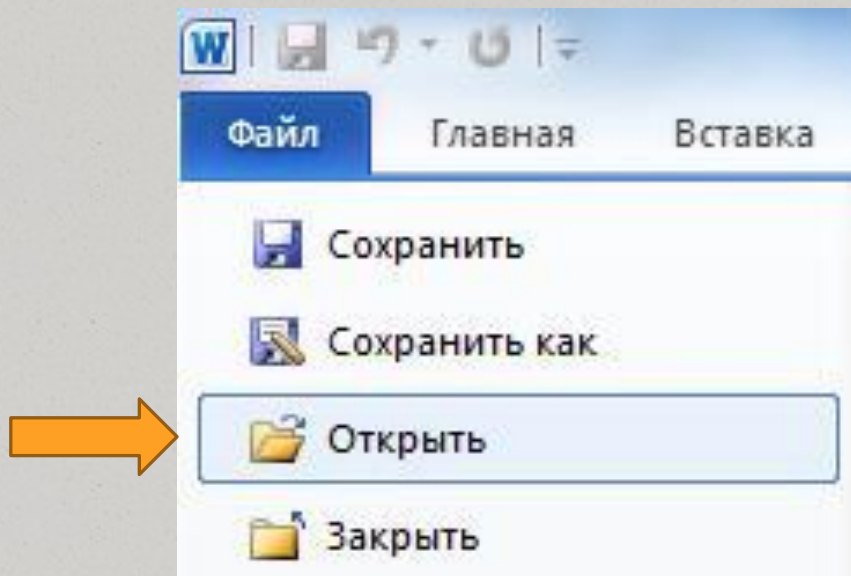 W
Файл Главная Вставка
Сохранить
Сохранить как
Открыть
Закрыть